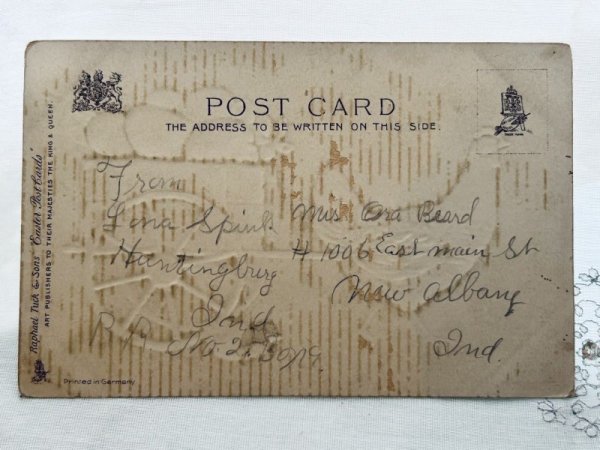 POST CARD
THE ADDRESS TO BE WRITTEN ON THIS SIDE.
Raphael Tuck & Sons' "Easter Post Cards"
ART PUBLISHERS TO THEIR MAJESTIES THE KING & QUEEN.
From
Lena Spink
Huntingburg
Ind
R R No 2. Box
Miss Ora Beard
# 1006 East main St
New Albany
Ind.
Printed in Germany